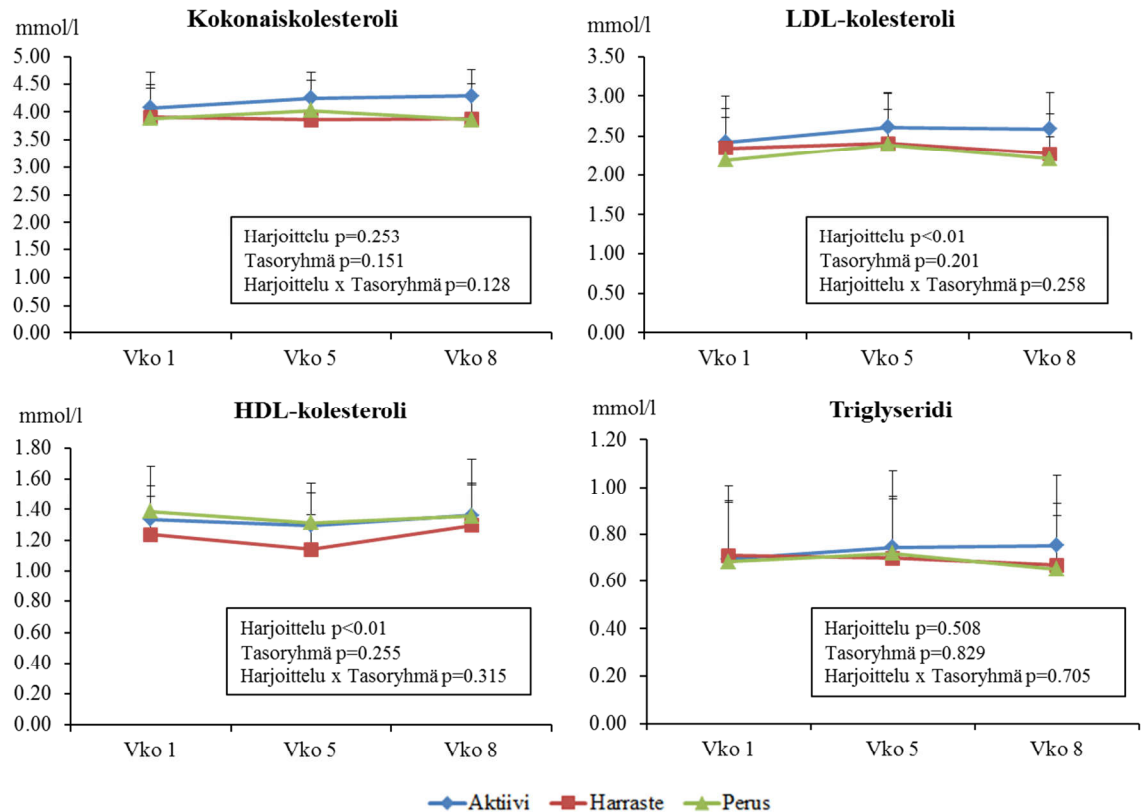 Kokonaiskolesteroli
mmol/l
5.00
4.50
4.00
3.50
3.00
2.50
2.00
1.50
1.00
0.50
0.00
Harjoittelu p=0.253
Tasoryhmä p=0.151
Harjoittelu x Tasoryhmä p=0.128
Vko 1 Vko 5 Vko 8
LDL-kolesteroli
mmol/l
3.50
3.00
2.50
2.00
1.50
1.00
0.50
0.00
Harjoittelu p<0.01
Tasoryhmä p=0.201
Harjoittelu x Tasoryhmä p=0.258
Vko 1 Vko 5 Vko 8
HDL-kolesteroli
mmol/l
1.80
1.60
1.40
1.20
1.00
0.80
0.60
0.40
0.20
0.00
Harjoittelu p<0.01
Tasoryhmä p=0.255
Harjoittelu x Tasoryhmä p=0.315
Vko 1 Vko 5 Vko 8
Triglyseridi
mmol/l
1.20
1.00
0.80
0.60
0.40
0.20
0.00
Harjoittelu p=0.508
Tasoryhmä p=0.829
Harjoittelu x Tasoryhmä p=0.705
Vko 1 Vko 5 Vko 8
Aktiivi Harraste Perus